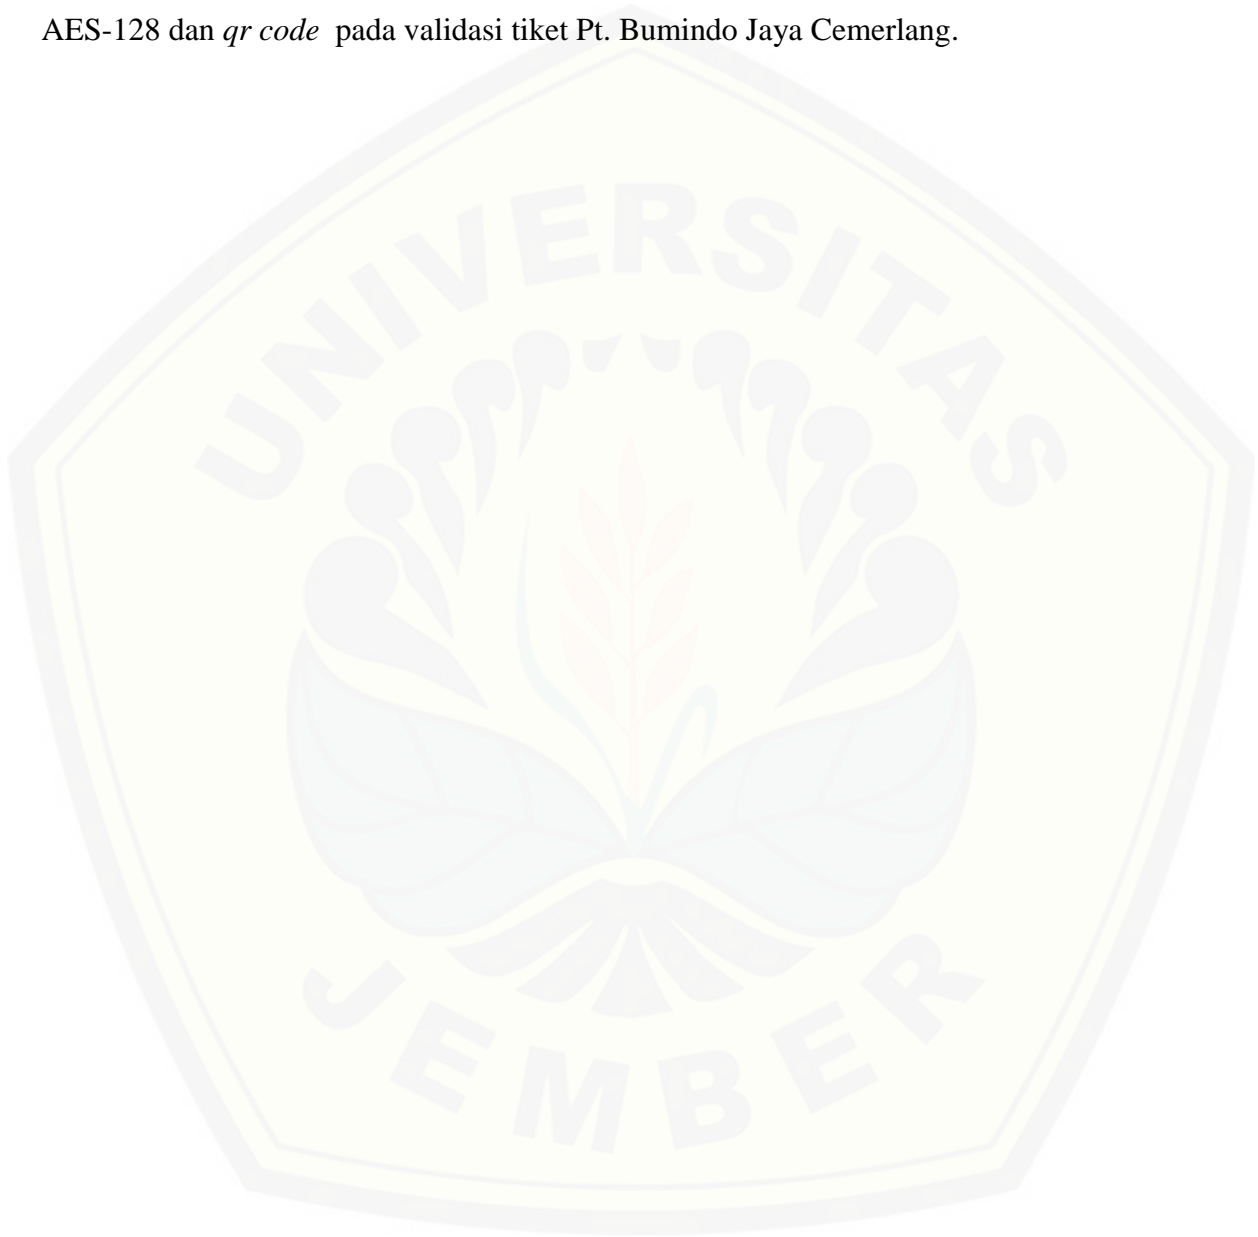 AES-128 dan qr code pada validasi tiket Pt. Bumindo Jaya Cemerlang.
UNIVERSITAS
JEMBER